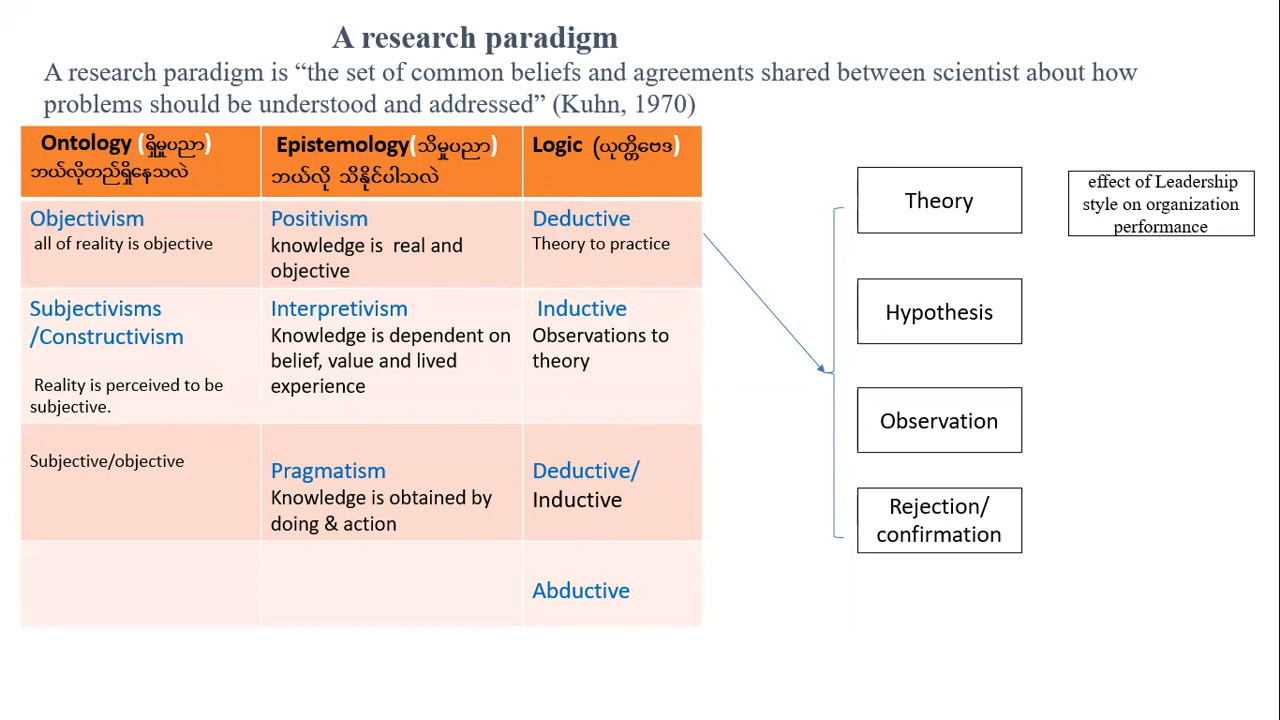 A research paradigm
A research paradigm is “the set of common beliefs and agreements shared between scientist about how
problems should be understood and addressed” (Kuhn, 1970)
Ontology (ရှိမှုပညာ)
ဘယ်လိုတည်ရှိနေသလဲ
Epistemology(သိမှုပညာ)
ဘယ်လို သိနိုင်ပါသလဲ
Logic (ယုတ္တိဗေဒ)
Objectivism
all of reality is objective
Positivism
knowledge is real and
objective
Deductive
Theory to practice
Subjectivisms
/Constructivism
Reality is perceived to be
subjective.
Interpretivism
Knowledge is dependent on
belief, value and lived
experience
Inductive
Observations to
theory
Subjective/objective
Pragmatism
Knowledge is obtained by
doing & action
Deductive/
Inductive
Abductive
Theory
Hypothesis
Observation
Rejection/
confirmation
effect of Leadership
style on organization
performance